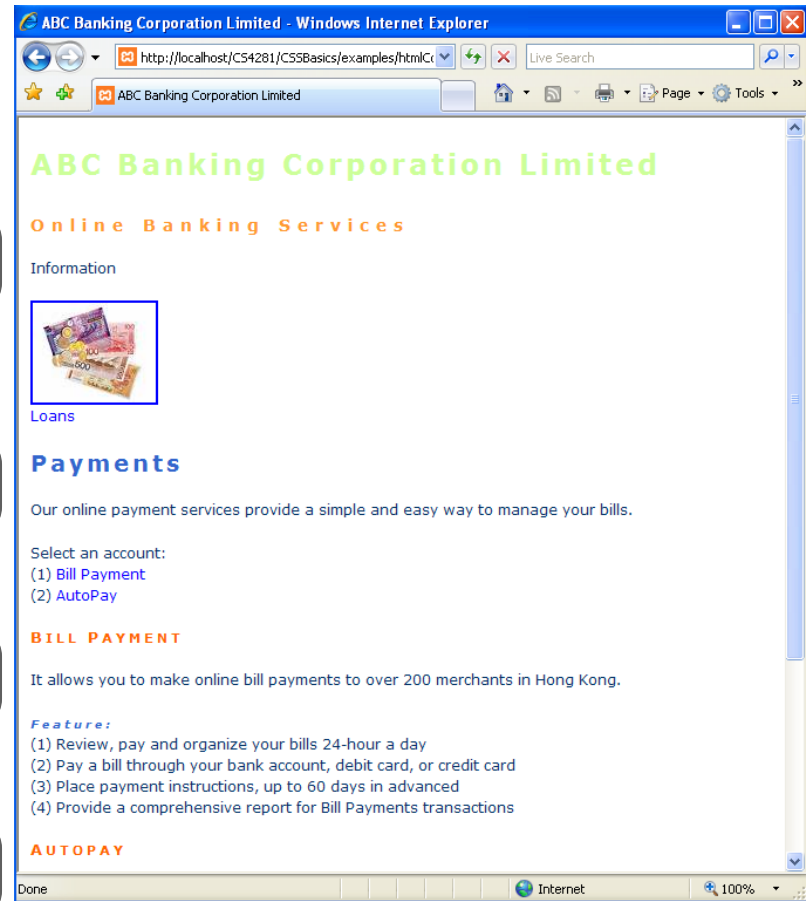 ABC Banking Corporation Limited - Windows Internet Explorer
http://localhost/CS4281/CSSBasics/examples/htmlCo
Live Search
ABC Banking Corporation Limited
Page
Tools
ABC Banking Corporation Limited
Online Banking Services
Information
100
500
Loans
Payments
Our online payment services provide a simple and easy way to manage your bills.
Select an account:
(1) Bill Payment
(2) AutoPay
BILL PAYMENT
It allows you to make online bill payments to over 200 merchants in Hong Kong.
Feature:
(1) Review, pay and organize your bills 24-hour a day
(2) Pay a bill through your bank account, debit card, or credit card
(3) Place payment instructions, up to 60 days in advanced
(4) Provide a comprehensive report for Bill Payments transactions
AUTOPAY
Done
Internet
100%